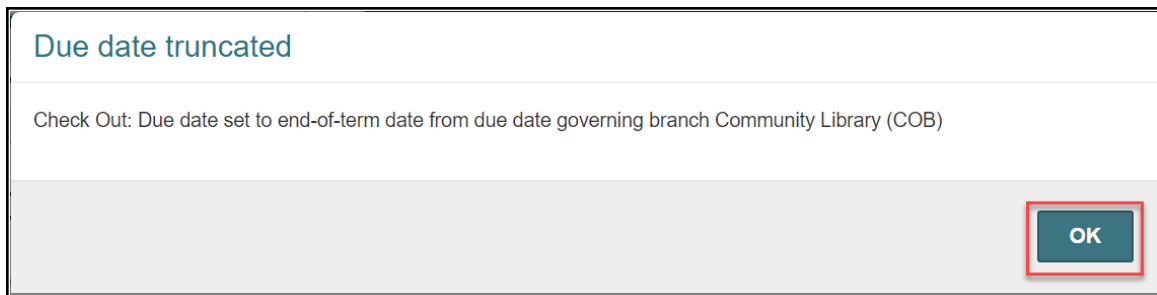 Due date truncated
Check Out: Due date set to end-of-term date from due date governing branch Community Library (COB)
OK